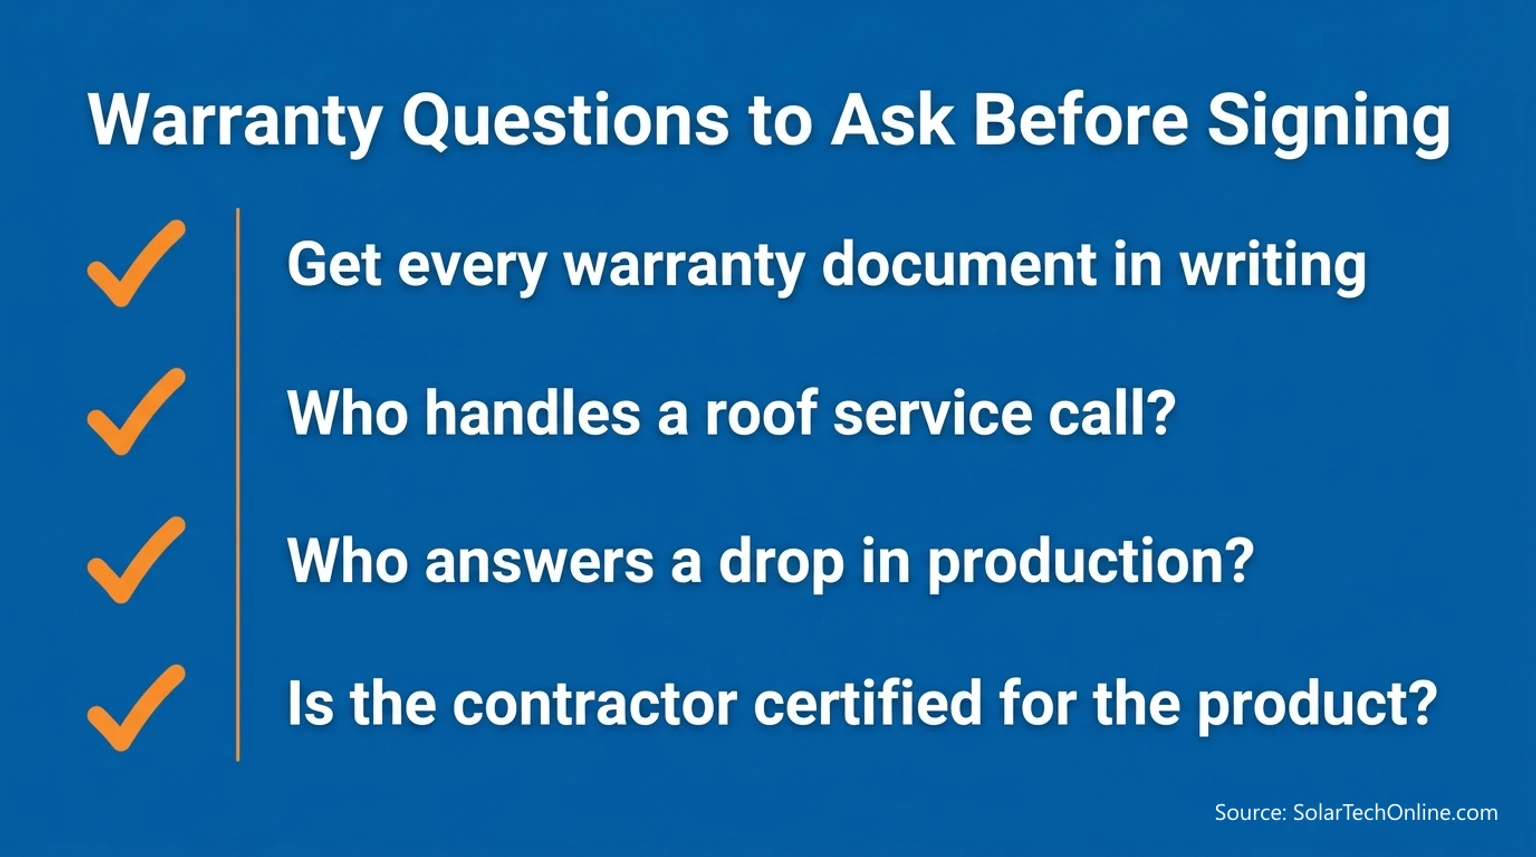 Warranty Questions to Ask Before Signing
Get every warranty document in writing
Who handles a roof service call?
Who answers a drop in production?
Is the contractor certified for the product?
Source: SolarTechOnline.com